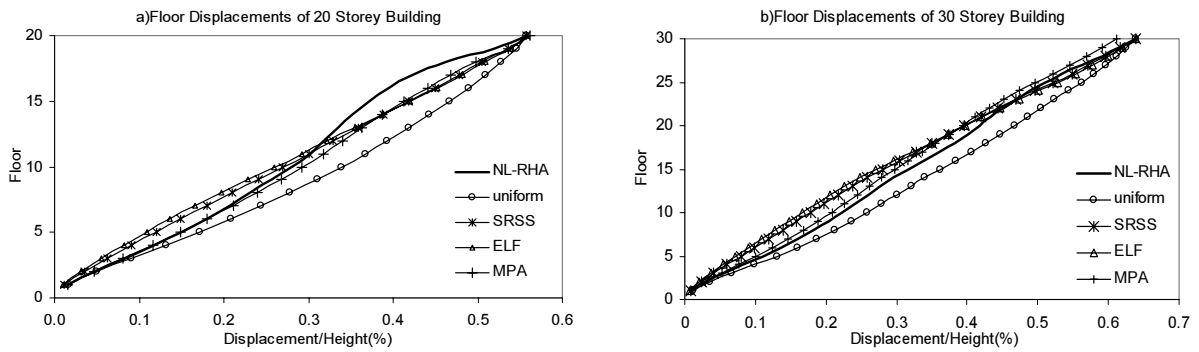 a)Floor Displacements of 20 Storey Building
20
15
10
5
0
Floor
0.0 0.1 0.2 0.3 0.4 0.5 0.6
Displacement/Height(%)
NL-RHA
uniform
SRSS
ELF
MPA
b)Floor Displacements of 30 Storey Building
30
25
20
15
10
5
0
Floor
0 0.1 0.2 0.3 0.4 0.5 0.6 0.7
Displacement/Height(%)
NL-RHA
uniform
SRSS
ELF
MPA